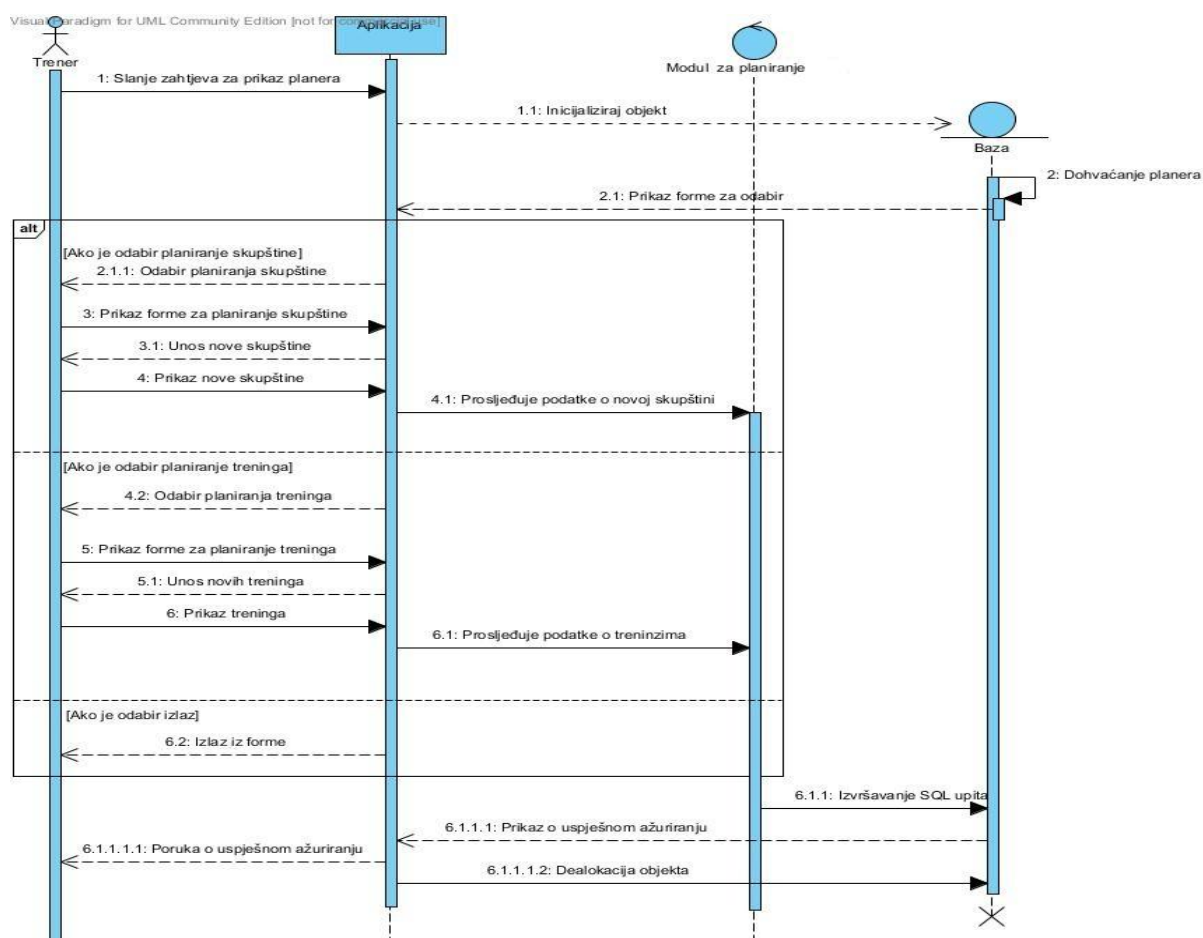 Visual Paradigm for UML Community Edition [not for commercial use]
Aplikacija
Trener
Modul za planiranje
1: Slanje zahtjeva za prikaz planera
1.1: Inicijaliziraj objekt
Baza
2: Dohvaćanje planera
2.1: Prikaz forme za odabir
alt
[Ako je odabir planiranje skupštine]
2.1.1: Odabir planiranja skupštine
3: Prikaz forme za planiranje skupštine
3.1: Unos nove skupštine
4: Prikaz nove skupštine
4.1: Prosljeđuje podatke o novoj skupštini
[Ako je odabir planiranje treninga]
4.2: Odabir planiranja treninga
5: Prikaz forme za planiranje treninga
5.1: Unos novih treninga
6: Prikaz treninga
6.1: Prosljeđuje podatke o treninzima
[Ako je odabir izlaz]
6.2: Izlaz iz forme
6.1.1: Izvršavanje SQL upita
6.1.1.1: Prikaz o uspješnom ažuriranju
6.1.1.1.1: Poruka o uspješnom ažuriranju
6.1.1.1.2: Dealokacija objekta